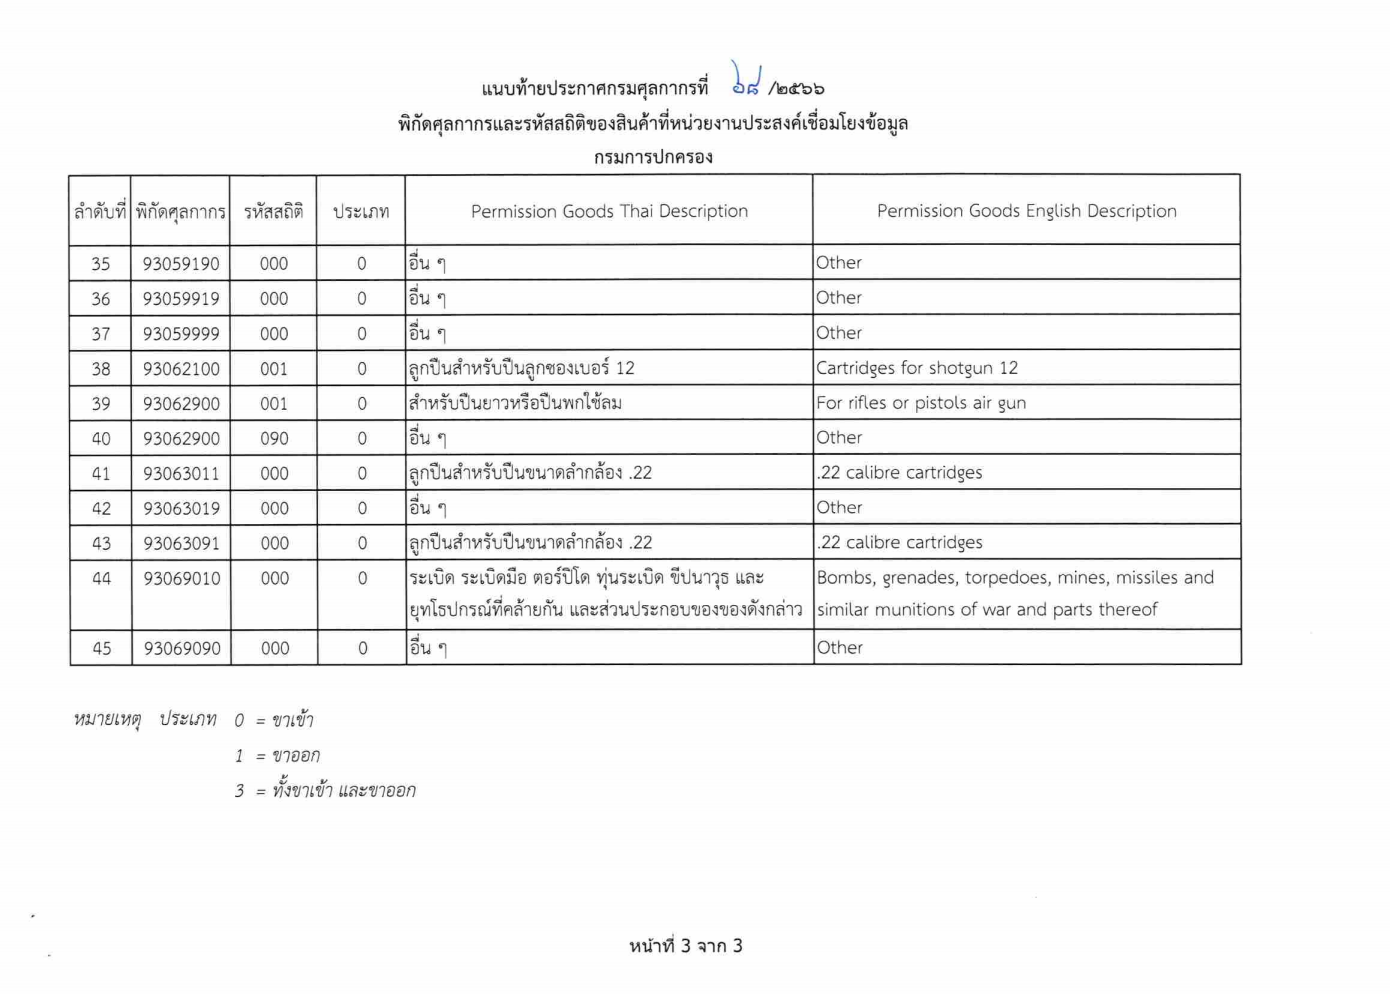 แนบท้ายประกาศกรมศุลกากรที่ ๖๘ /๒๕๖๖
พิกัดศุลกากรและรหัสสถิติของสินค้าที่หน่วยงานประสงค์เชื่อมโยงข้อมูล
กรมการปกครอง
ลำดับที่ พิกัดศุลกากร รหัสสถิติ ประเภท Permission Goods Thai Description Permission Goods English Description
35 93059190 000 0 อื่น ๆ Other
36 93059919 000 0 อื่น ๆ Other
37 93059999 000 0 อื่น ๆ Other
38 93062100 001 0 ลูกปืนสำหรับปืนลูกซองเบอร์ 12 Cartridges for shotgun 12
39 93062900 001 0 สำหรับปืนยาวหรือปืนพกใช้ลม For rifles or pistols air gun
40 93062900 090 0 อื่น ๆ Other
41 93063011 000 0 ลูกปืนสำหรับปืนขนาดลำกล้อง .22 .22 calibre cartridges
42 93063019 000 0 อื่น ๆ Other
43 93063091 000 0 ลูกปืนสำหรับปืนขนาดลำกล้อง .22 .22 calibre cartridges
44 93069010 000 0 ระเบิด ระเบิดมือ ตอร์ปิโด ทุ่นระเบิด ขีปนาวุธ และ Bombs, grenades, torpedoes, mines, missiles and
ยุทโธปกรณ์ที่คล้ายกัน และส่วนประกอบของของดังกล่าว similar munitions of war and parts thereof
45 93069090 000 0 อื่น ๆ Other
หมายเหตุ ประเภท 0 = ขาเข้า
1 = ขาออก
3 = ทั้งขาเข้า และขาออก
หน้าที่ 3 จาก 3